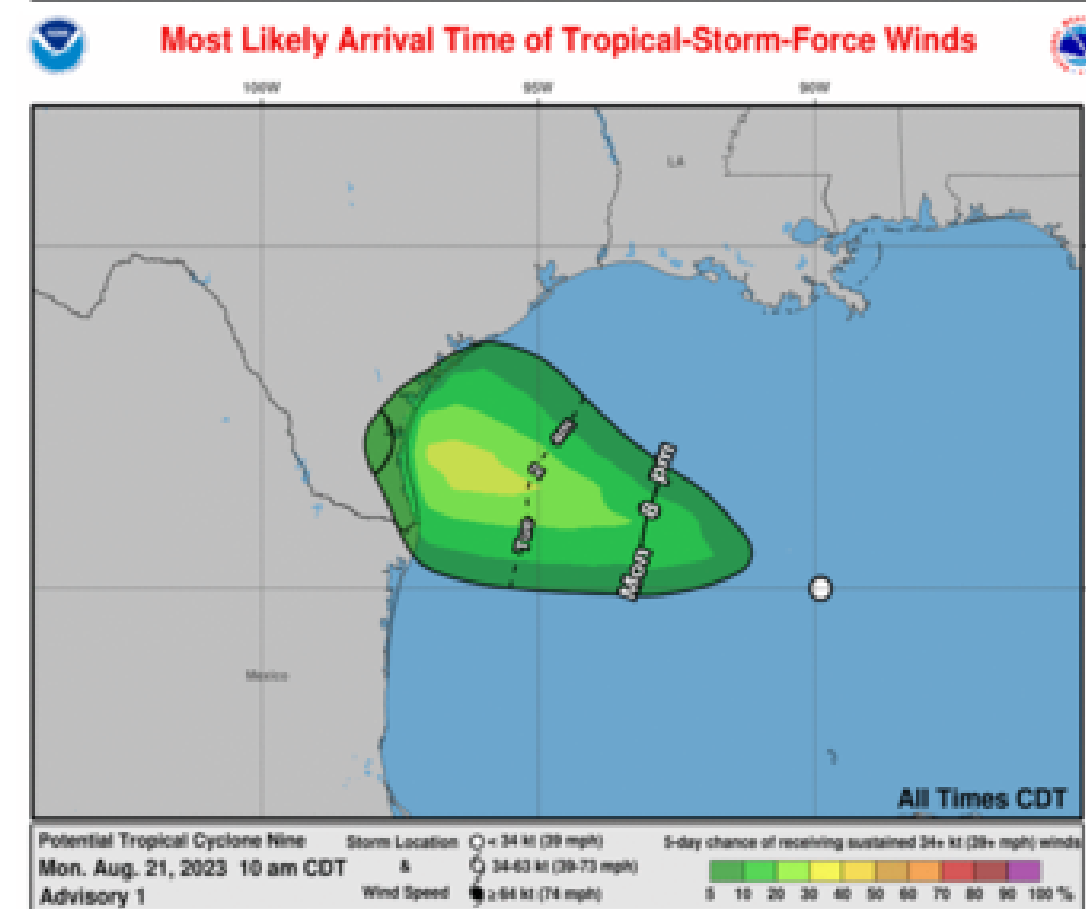 Most Likely Arrival Time of Tropical-Storm-Force Winds
100W 95W 90W
LA
am
2
Tue
pm
8
Mon
Mexico
All Times CDT
Potential Tropical Cyclone Nine
Mon. Aug. 21, 2023 10 am CDT
Advisory 1
Storm Location
&
Wind Speed
< 34 kt (39 mph)
34-63 kt (39-73 mph)
≥ 64 kt (74 mph)
5-day chance of receiving sustained 34+ kt (39+ mph) winds
5 10 20 30 40 50 60 70 80 90 100 %